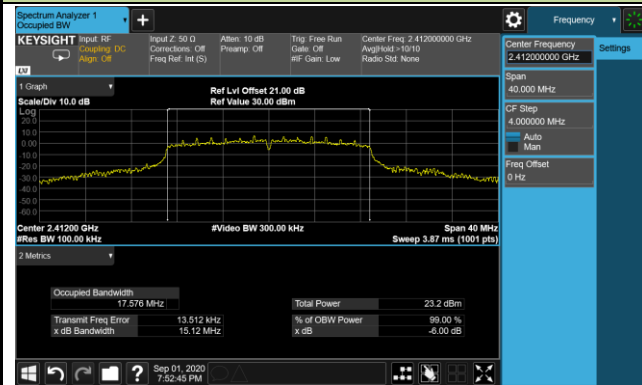 Spectrum Analyzer 1
Occupied BW
Frequency
KEYSIGHT
Input: RF
Coupling: DC
Align: Off
Input Z: 50 Ω
Corrections: Off
Freq Ref: Int (S)
Atten: 10 dB
Preamp: Off
Trig: Free Run
Gate: Off
#IF Gain: Low
Center Freq: 2.412000000 GHz
Avg|Hold:>10/10
Radio Std: None
LXI
Center Frequency
2.412000000 GHz
Settings
Span
40.000 MHz
CF Step
4.000000 MHz
Auto
Man
Freq Offset
0 Hz
1 Graph
Scale/Div 10.0 dB
Ref Lvl Offset 21.00 dB
Ref Value 30.00 dBm
Log
20.0
10.0
0.00
-10.0
-20.0
-30.0
-40.0
-50.0
-60.0
Center 2.41200 GHz
#Video BW 300.00 kHz
Span 40 MHz
#Res BW 100.00 kHz
Sweep 3.87 ms (1001 pts)
2 Metrics
Occupied Bandwidth
17.576 MHz
Total Power 23.2 dBm
Transmit Freq Error 13.512 kHz
% of OBW Power 99.00 %
x dB Bandwidth 15.12 MHz
x dB -6.00 dB
?
Sep 01, 2020
7:52:45 PM